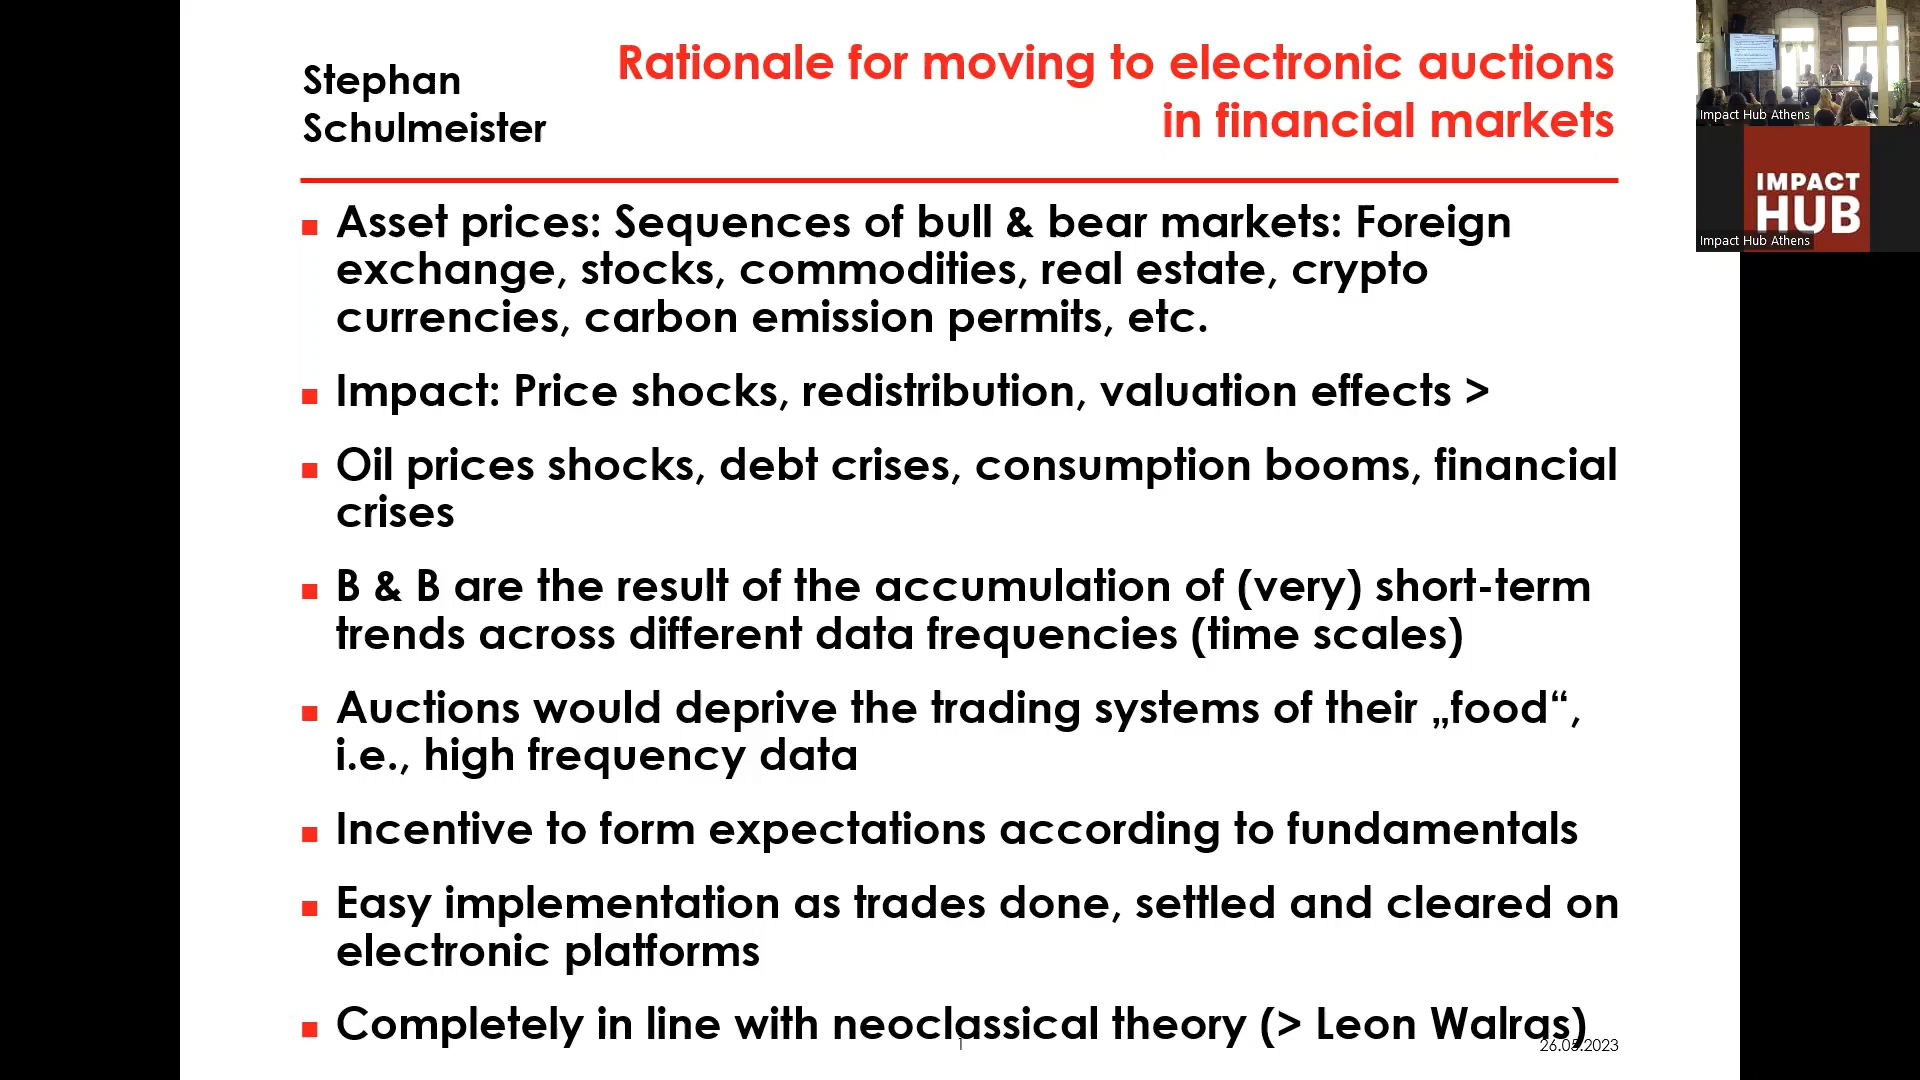 Stephan
Schulmeister
Rationale for moving to electronic auctions
in financial markets
Asset prices: Sequences of bull & bear markets: Foreign
exchange, stocks, commodities, real estate, crypto
currencies, carbon emission permits, etc.
Impact: Price shocks, redistribution, valuation effects >
Oil prices shocks, debt crises, consumption booms, financial
crises
B & B are the result of the accumulation of (very) short-term
trends across different data frequencies (time scales)
Auctions would deprive the trading systems of their „food“,
i.e., high frequency data
Incentive to form expectations according to fundamentals
Easy implementation as trades done, settled and cleared on
electronic platforms
Completely in line with neoclassical theory (> Leon Walras)
1
26.05.2023
Impact Hub Athens
IMPACT
HUB
Impact Hub Athens